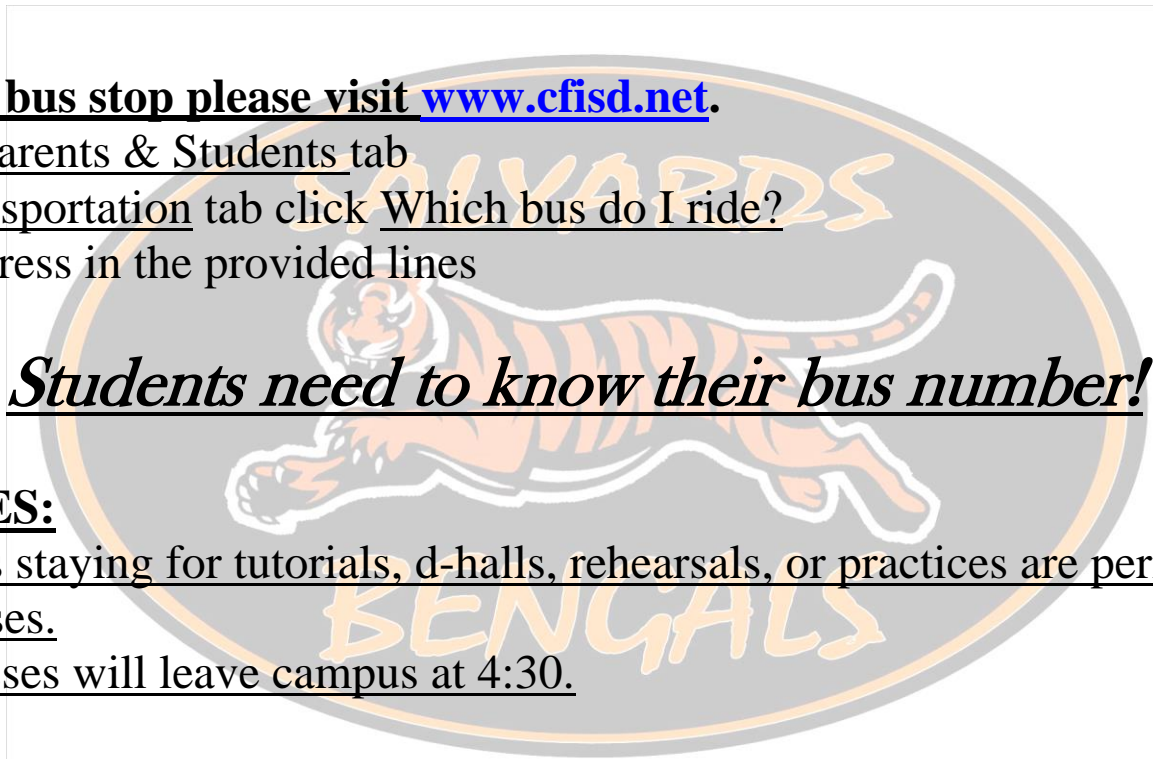 bus stop please visit www.cfisd.net.
arents & Students tab
sportation tab click Which bus do I ride?
ress in the provided lines
SALYARDS
Students need to know their bus number!
ES:
s staying for tutorials, d-halls, rehearsals, or practices are per
ses.
BENGALS
ses will leave campus at 4:30.